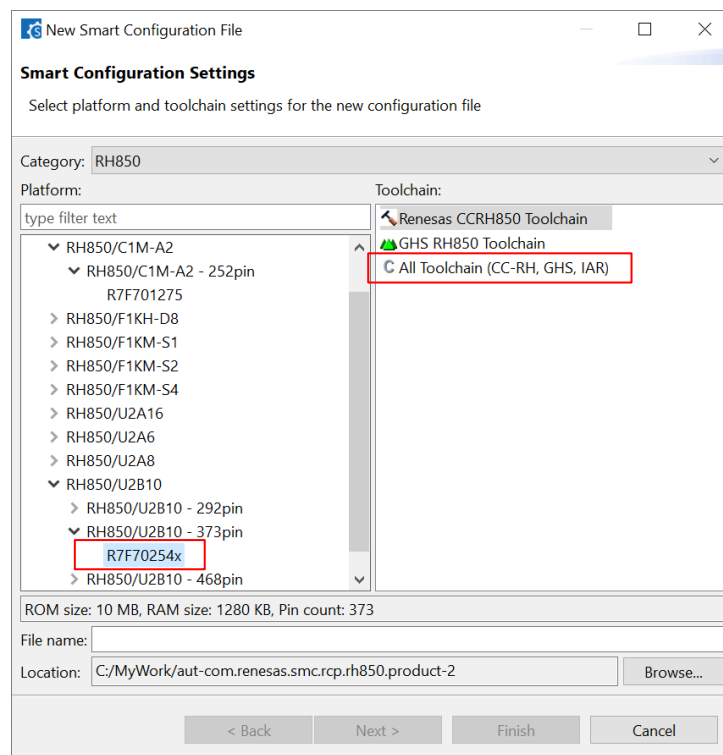 New Smart Configuration File
Smart Configuration Settings
Select platform and toolchain settings for the new configuration file
Category: RH850
Platform:
Toolchain:
type filter text
RH850/C1M-A2
RH850/C1M-A2 - 252pin
R7F701275
RH850/F1KH-D8
RH850/F1KM-S1
RH850/F1KM-S2
RH850/F1KM-S4
RH850/U2A16
RH850/U2A6
RH850/U2A8
RH850/U2B10
RH850/U2B10 - 292pin
RH850/U2B10 - 373pin
R7F70254x
RH850/U2B10 - 468pin
Renesas CCRH850 Toolchain
GHS RH850 Toolchain
All Toolchain (CC-RH, GHS, IAR)
ROM size: 10 MB, RAM size: 1280 KB, Pin count: 373
File name:
Location: C:/MyWork/aut-com.renesas.smc.rcp.rh850.product-2 Browse...
< Back Next > Finish Cancel